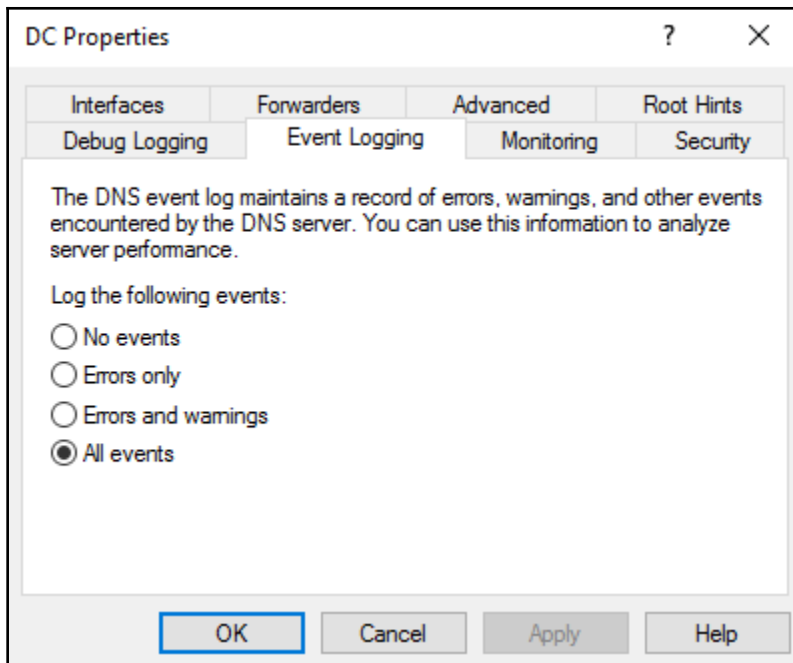 DC Properties
?
Interfaces Forwarders Advanced Root Hints
Debug Logging Event Logging Monitoring Security
The DNS event log maintains a record of errors, warnings, and other events
encountered by the DNS server. You can use this information to analyze
server performance.
Log the following events:
No events
Errors only
Errors and warnings
All events
OK Cancel Apply Help